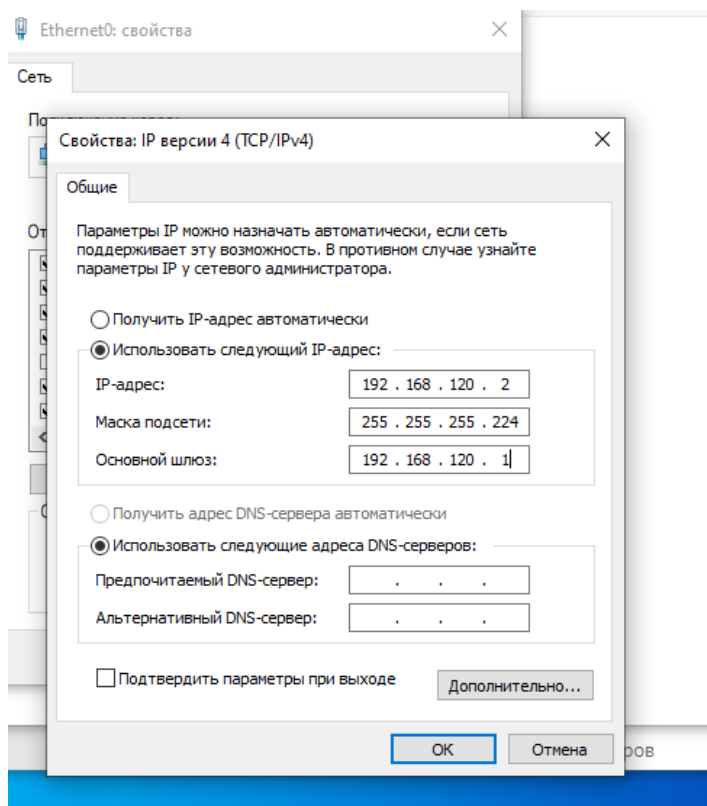 Ethernet0: свойства
Сеть
Свойства: IP версии 4 (TCP/IPv4)
Общие
Параметры IP можно назначать автоматически, если сеть
поддерживает эту возможность. В противном случае узнайте
параметры IP у сетевого администратора.
Получить IP-адрес автоматически
Использовать следующий IP-адрес:
IP-адрес: 192 . 168 . 120 . 2
Маска подсети: 255 . 255 . 255 . 224
Основной шлюз: 192 . 168 . 120 . 1
Получить адрес DNS-сервера автоматически
Использовать следующие адреса DNS-серверов:
Предпочитаемый DNS-сервер: . . .
Альтернативный DNS-сервер: . . .
Подтвердить параметры при выходе
Дополнительно...
OK Отмена